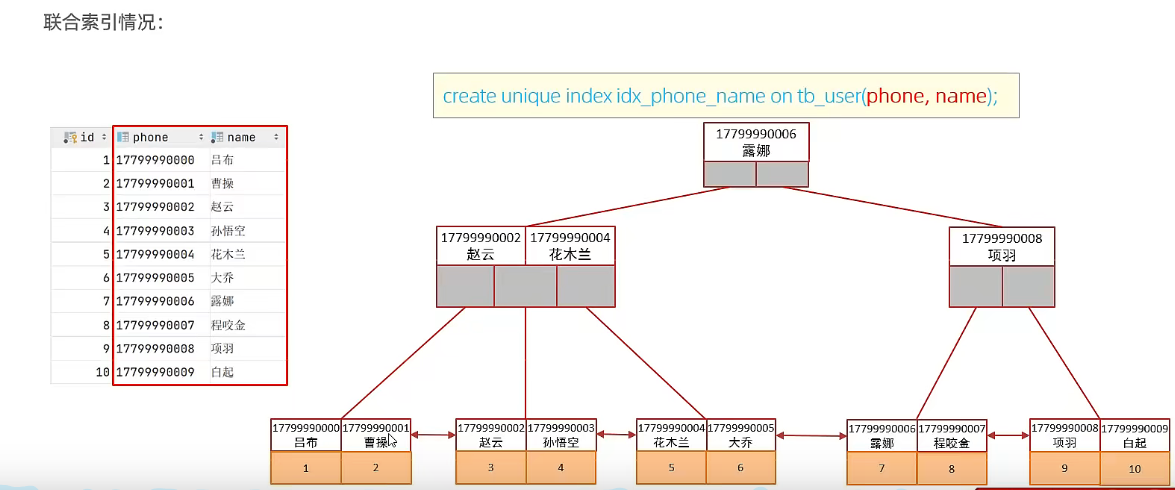 联合索引情况：
create unique index idx_phone_name on tb_user(phone, name);
id phone name
1 17799990000 吕布
2 17799990001 曹操
3 17799990002 赵云
4 17799990003 孙悟空
5 17799990004 花木兰
6 17799990005 大乔
7 17799990006 露娜
8 17799990007 程咬金
9 17799990008 项羽
10 17799990009 白起
17799990006
露娜
17799990002 17799990004
赵云 花木兰
17799990008
项羽
17799990000 17799990001 17799990002 17799990003 17799990004 17799990005 17799990006 17799990007 17799990008 17799990009
吕布 曹操 赵云 孙悟空 花木兰 大乔 露娜 程咬金 项羽 白起
1 2 3 4 5 6 7 8 9 10